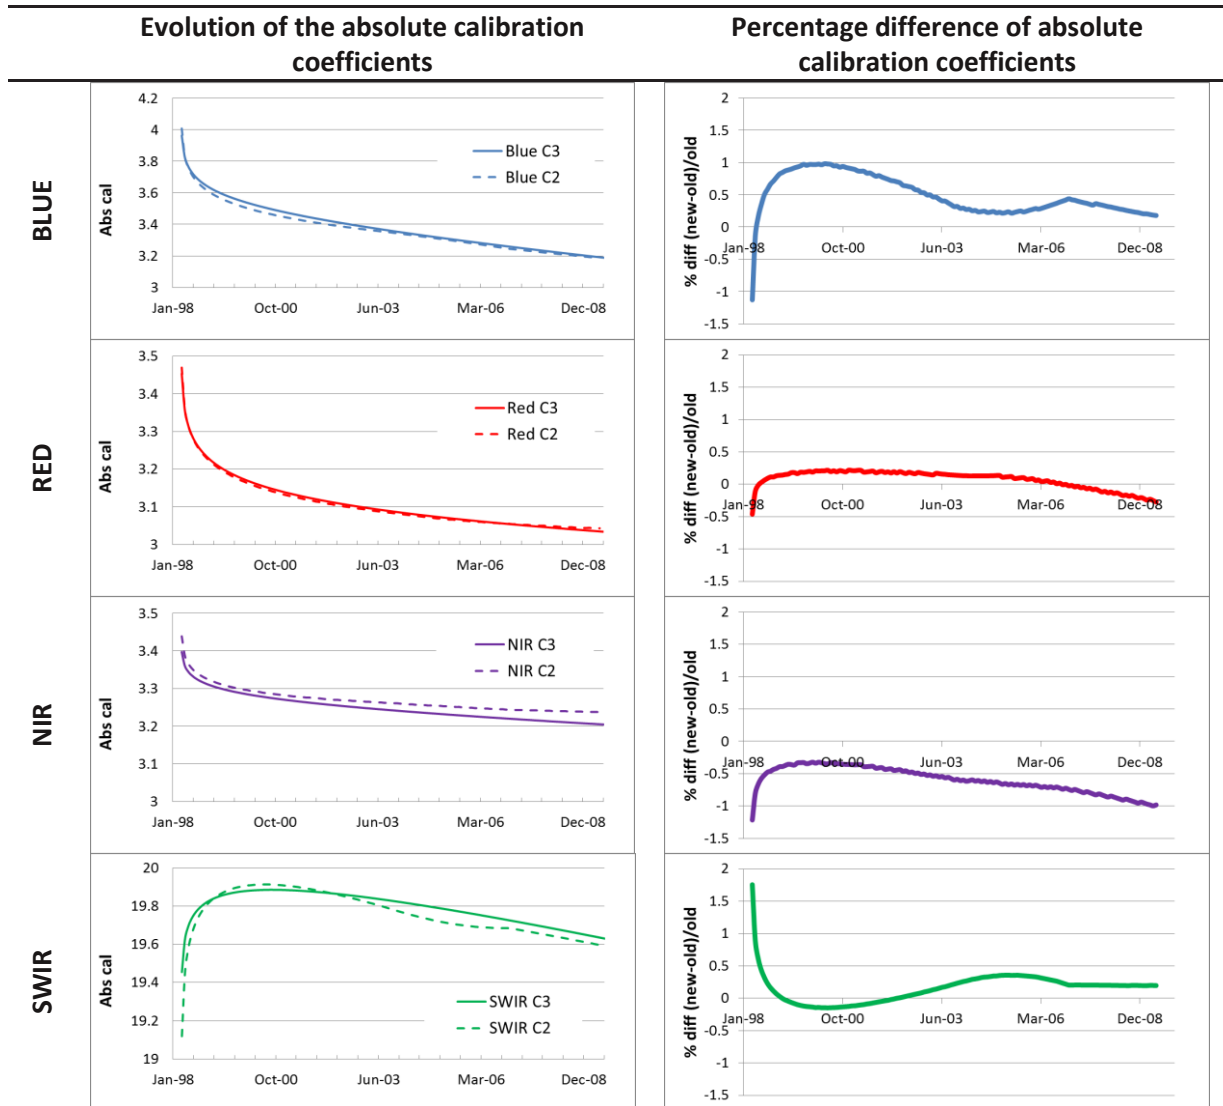 Evolution of the absolute calibration
coefficients
Percentage difference of absolute
calibration coefficients
BLUE
Abs cal
4.2
4
3.8
3.6
3.4
3.2
3
Jan-98 Oct-00 Jun-03 Mar-06 Dec-08
Blue C3
Blue C2
% diff (new-old)/old
2
1.5
1
0.5
0
-0.5
-1
-1.5
Jan-98 Oct-00 Jun-03 Mar-06 Dec-08
RED
Abs cal
3.5
3.4
3.3
3.2
3.1
3
Jan-98 Oct-00 Jun-03 Mar-06 Dec-08
Red C3
Red C2
% diff (new-old)/old
2
1.5
1
0.5
0
-0.5
-1
-1.5
Jan-98 Oct-00 Jun-03 Mar-06 Dec-08
NIR
Abs cal
3.5
3.4
3.3
3.2
3.1
3
Jan-98 Oct-00 Jun-03 Mar-06 Dec-08
NIR C3
NIR C2
% diff (new-old)/old
2
1.5
1
0.5
0
-0.5
-1
-1.5
Jan-98 Oct-00 Jun-03 Mar-06 Dec-08
SWIR
Abs cal
20
19.8
19.6
19.4
19.2
19
Jan-98 Oct-00 Jun-03 Mar-06 Dec-08
SWIR C3
SWIR C2
% diff (new-old)/old
2
1.5
1
0.5
0
-0.5
-1
-1.5
Jan-98 Oct-00 Jun-03 Mar-06 Dec-08